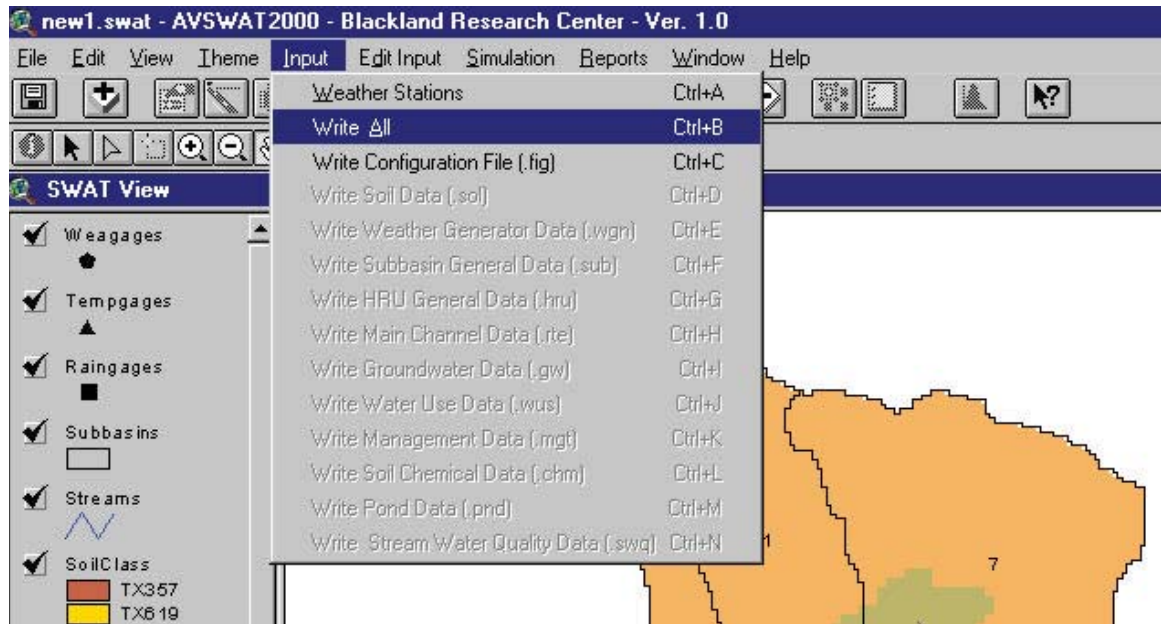 new1.swat - AVSWAT2000 - Blackland Research Center - Ver. 1.0
File Edit View Theme Input Edit Input Simulation Reports Window Help
Weather Stations Ctrl+A
Write All Ctrl+B
Write Configuration File (.fig) Ctrl+C
Write Soil Data (.sol) Ctrl+D
Write Weather Generator Data (.wgn) Ctrl+E
Write Subbasin General Data (.sub) Ctrl+F
Write HRU General Data (.hru) Ctrl+G
Write Main Channel Data (.rte) Ctrl+H
Write Groundwater Data (.gw) Ctrl+I
Write Water Use Data (.wus) Ctrl+J
Write Management Data (.mgt) Ctrl+K
Write Soil Chemical Data (.chm) Ctrl+L
Write Pond Data (.pnd) Ctrl+M
Write Stream Water Quality Data (.swq) Ctrl+N
SWAT View
Weagages
Tempgages
Raingages
Subbasins
Streams
SoilClass
TX357
TX619
7